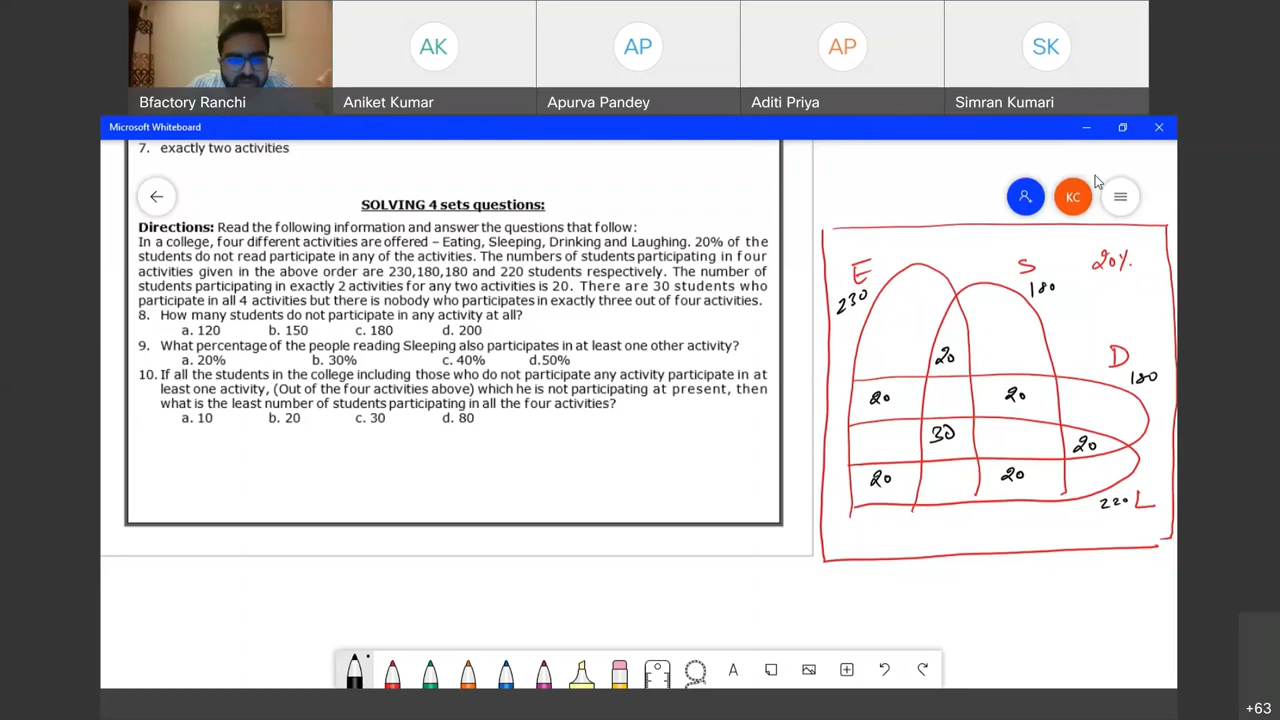 AK
AP
AP
SK
Bfactory Ranchi
Aniket Kumar
Apurva Pandey
Aditi Priya
Simran Kumari
Microsoft Whiteboard
7. exactly two activities
SOLVING 4 sets questions:
Directions: Read the following information and answer the questions that follow:
In a college, four different activities are offered – Eating, Sleeping, Drinking and Laughing. 20% of the
students do not read participate in any of the activities. The numbers of students participating in four
activities given in the above order are 230,180,180 and 220 students respectively. The number of
students participating in exactly 2 activities for any two activities is 20. There are 30 students who
participate in all 4 activities but there is nobody who participates in exactly three out of four activities.
8. How many students do not participate in any activity at all?
a. 120 b. 150 c. 180 d. 200
9. What percentage of the people reading Sleeping also participates in at least one other activity?
a. 20% b. 30% c. 40% d.50%
10. If all the students in the college including those who do not participate any activity participate in at
least one activity, (Out of the four activities above) which he is not participating at present, then
what is the least number of students participating in all the four activities?
a. 10 b. 20 c. 30 d. 80
KC
E
S
20%.
230
180
20
D
180
20
20
30
20
20
20
220 L
A
+63